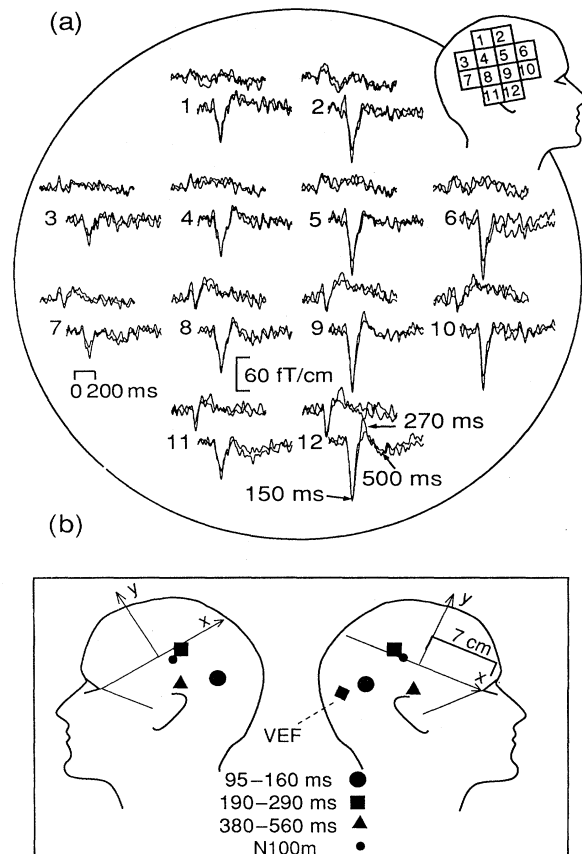 (a)
1 2
3 4 5 6
7 8 9 10
11 12
1 2
3 4 5 6
7 8 9 10
0 200 ms
60 fT/cm
11 12
270 ms
500 ms
150 ms
(b)
y y
x 7 cm
x
VEF
95–160 ms
190–290 ms
380–560 ms
N100m